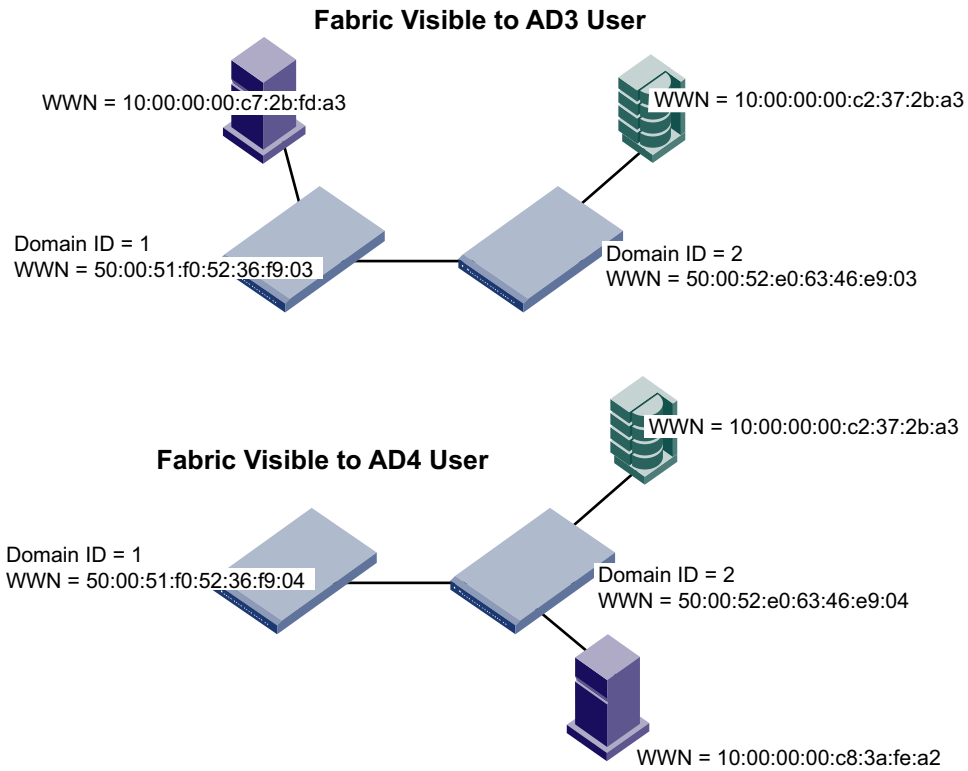 Fabric Visible to AD3 User
WWN = 10:00:00:00:c7:2b:fd:a3
WWN = 10:00:00:00:c2:37:2b:a3
Domain ID = 1
WWN = 50:00:51:f0:52:36:f9:03
Domain ID = 2
WWN = 50:00:52:e0:63:46:e9:03
WWN = 10:00:00:00:c2:37:2b:a3
Fabric Visible to AD4 User
Domain ID = 1
WWN = 50:00:51:f0:52:36:f9:04
Domain ID = 2
WWN = 50:00:52:e0:63:46:e9:04
WWN = 10:00:00:00:c8:3a:fe:a2